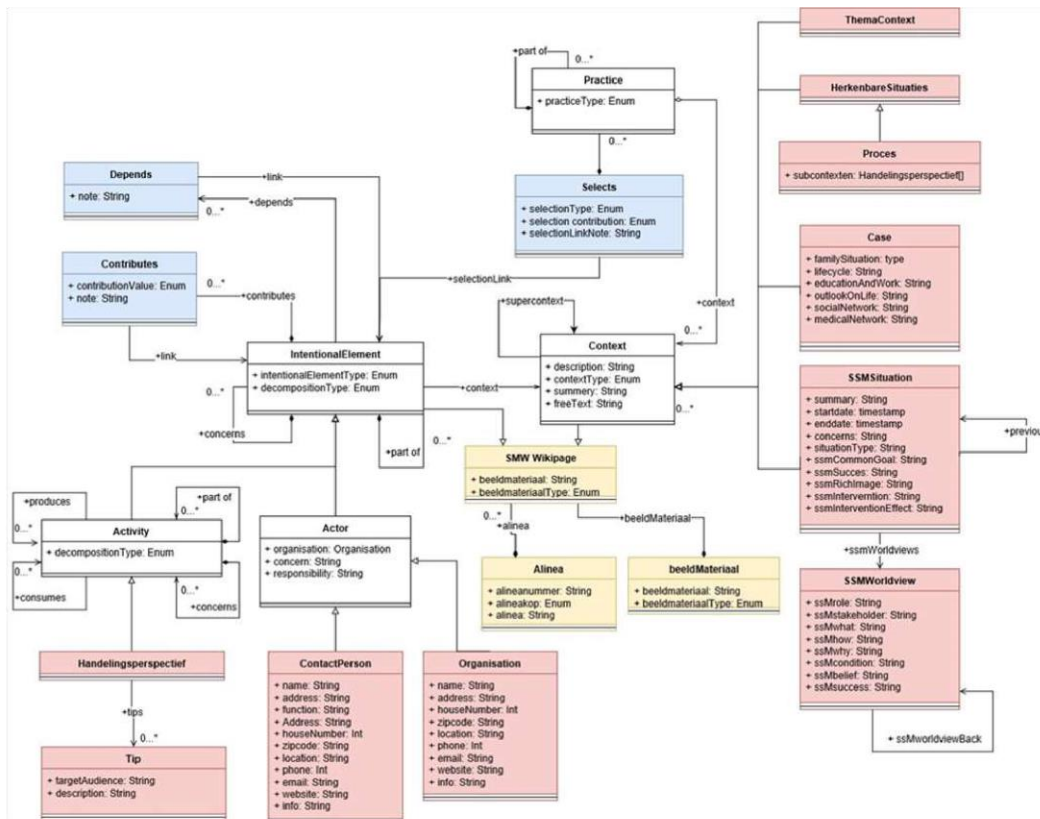 ThemaContext
+part of
0...*
Practice
+ practiceType: Enum
0...*
HerkenbareSituaties
Proces
+ subcontexten: Handelingsperspectief[]
Depends
+ note: String
+link
+depends
0...*
Selects
+ selectionType: Enum
+ selection contribution: Enum
+ selectionLinkNote: String
Case
+ familySituation: type
+ lifecycle: String
+ educationAndWork: String
+ outlookOnLife: String
+ socialNetwork: String
+ medicalNetwork: String
Contributes
+ contributionValue: Enum
+ note: String
0...*
+contributes
+link
+selectionLink
+supercontext
+context
0...*
IntentionalElement
+ intentionalElementType: Enum
+ decompositionType: Enum
0...*
+concerns
+part of
0...*
+context
Context
+ description: String
+ contextType: Enum
+ summery: String
+ freeText: String
0...*
SSMSituation
+ summary: String
+ startdate: timestamp
+ enddate: timestamp
+ concerns: String
+ situationType: String
+ ssmCommonGoal: String
+ ssmSucces: String
+ ssmRichImage: String
+ ssmIntervemtion: String
+ ssmInterventionEffect: String
+previous
SMW Wikipage
+ beeldmateriaal: String
+ beeldmateriaalType: Enum
0...*
+alinea
+beeldMateriaal
+produces
0...*
+part of
0...*
Activity
+ decompositionType: Enum
0...*
+consumes
0...*
+concerns
Actor
+ organisation: Organisation
+ concern: String
+ responsibility: String
Alinea
+ alineanummer: String
+ alineakop: Enum
+ alinea: String
beeldMateriaal
+ beeldmateriaal: String
+ beeldmateriaalType: Enum
+ssmWorldviews
SSMWorldview
+ ssMrole: String
+ ssMstakeholder: String
+ ssMwhat: String
+ ssMhow: String
+ ssMwhy: String
+ ssMcondition: String
+ ssMbelief: String
+ ssMsuccess: String
+ ssMworldviewBack
Handelingsperspectief
+tips
0...*
Tip
+ targetAudience: String
+ description: String
ContactPerson
+ name: String
+ address: String
+ function: String
+ Address: String
+ houseNumber: Int
+ zipcode: String
+ location: String
+ phone: Int
+ email: String
+ website: String
+ info: String
Organisation
+ name: String
+ address: String
+ houseNumber: Int
+ zipcode: String
+ location: String
+ phone: Int
+ email: String
+ website: String
+ info: String